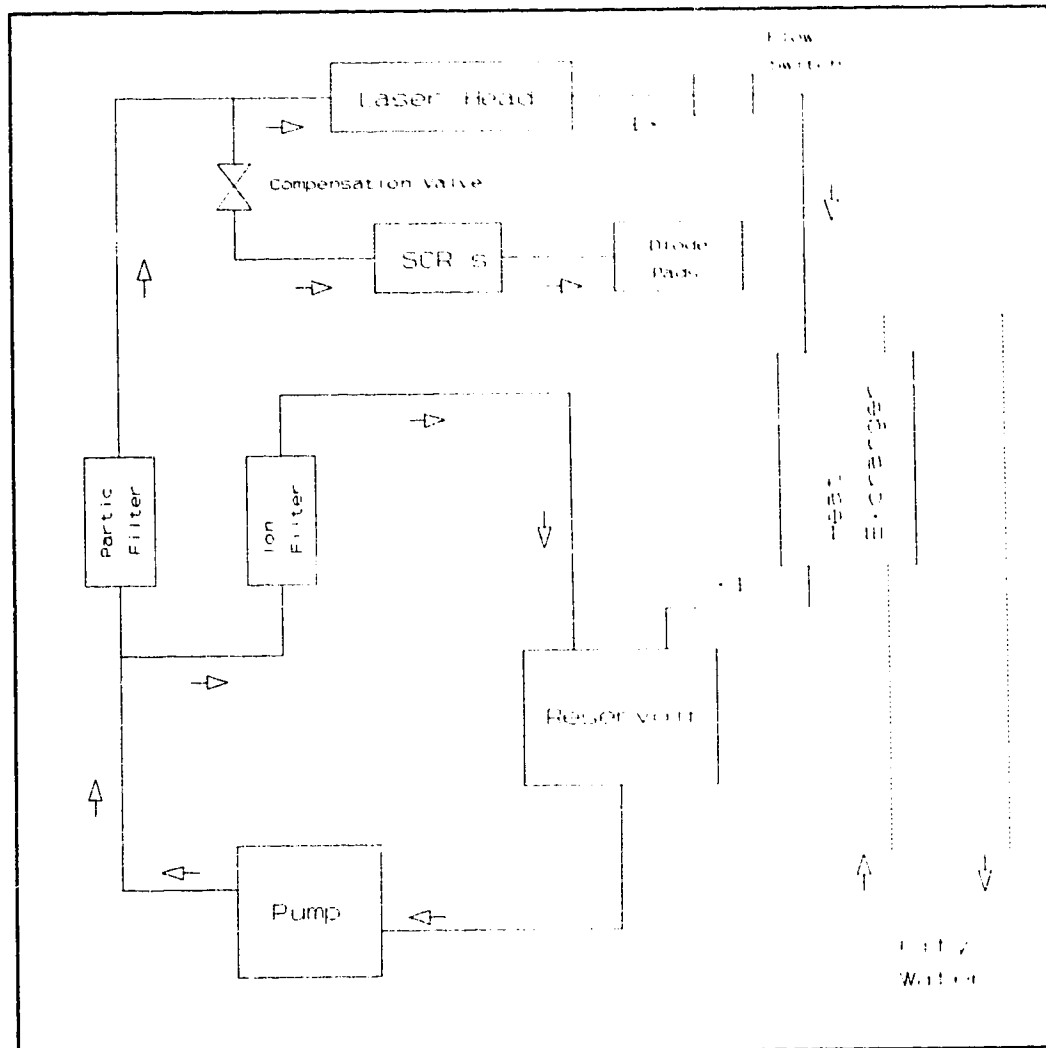 Flow
Switch
Laser Head
Compensation Valve
SCR s
Diode
Pads
Heat
Exchanger
Partic
Filter
Ion
Filter
Reservoir
Pump
City
Water